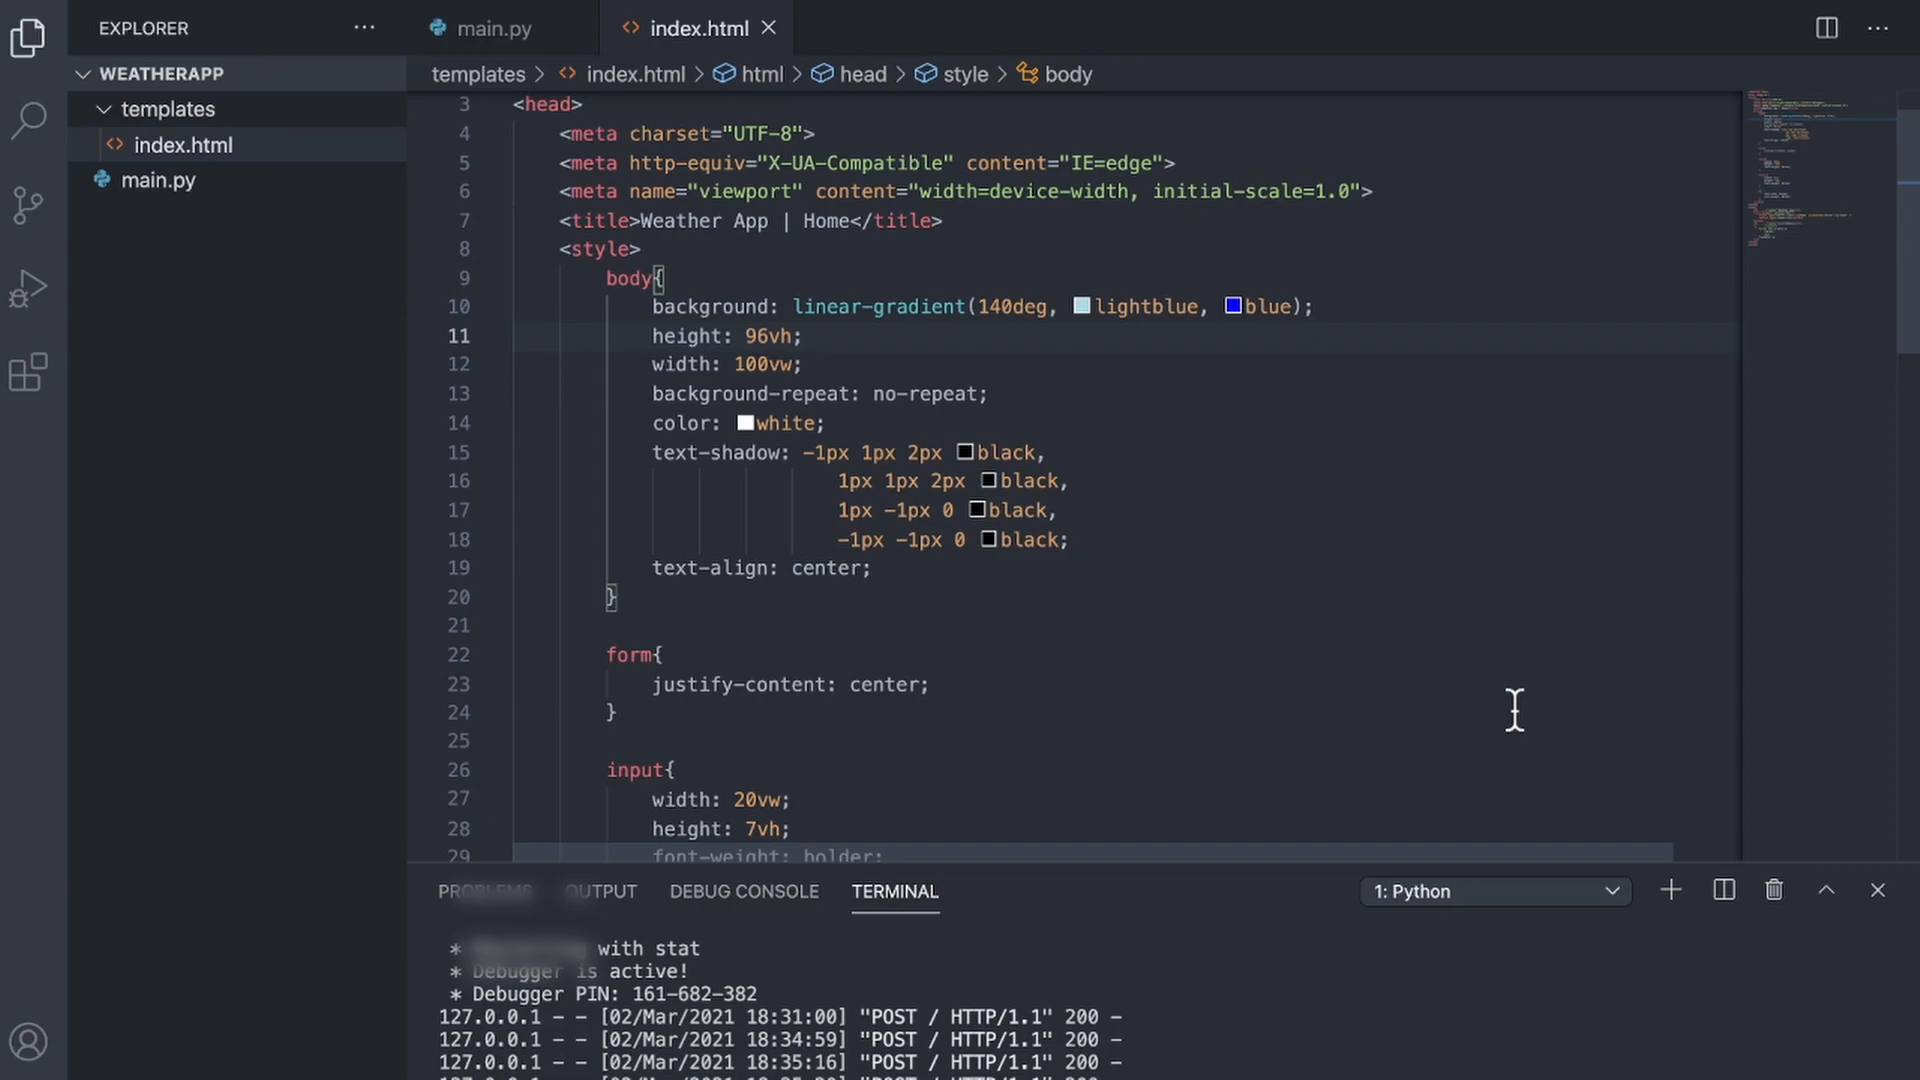 EXPLORER
WEATHERAPP
templates
index.html
main.py
main.py
index.html
templates > index.html > html > head > style > body
3 <head>
4 <meta charset="UTF-8">
5 <meta http-equiv="X-UA-Compatible" content="IE=edge">
6 <meta name="viewport" content="width=device-width, initial-scale=1.0">
7 <title>Weather App | Home</title>
8 <style>
9 body{
10 background: linear-gradient(140deg, lightblue, blue);
11 height: 96vh;
12 width: 100vw;
13 background-repeat: no-repeat;
14 color: white;
15 text-shadow: -1px 1px 2px black,
16 1px 1px 2px black,
17 1px -1px 0 black,
18 -1px -1px 0 black;
19 text-align: center;
20 }
21
22 form{
23 justify-content: center;
24 }
25
26 input{
27 width: 20vw;
28 height: 7vh;
29 font-weight: bolder;
PROBLEMS OUTPUT DEBUG CONSOLE TERMINAL
1: Python
* with stat
* Debugger is active!
* Debugger PIN: 161-682-382
127.0.0.1 - - [02/Mar/2021 18:31:00] "POST / HTTP/1.1" 200 -
127.0.0.1 - - [02/Mar/2021 18:34:59] "POST / HTTP/1.1" 200 -
127.0.0.1 - - [02/Mar/2021 18:35:16] "POST / HTTP/1.1" 200 -